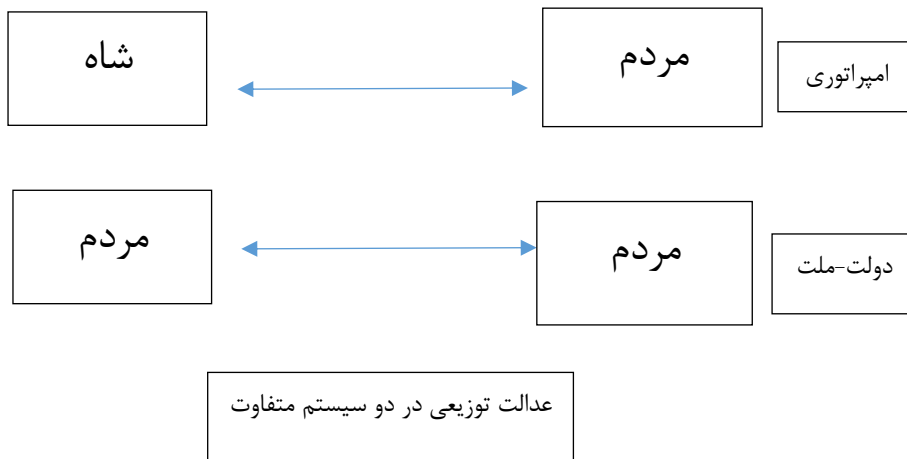 امپراتوری
مردم
شاه
دولت-ملت
مردم
مردم
عدالت توزیعی در دو سیستم متفاوت